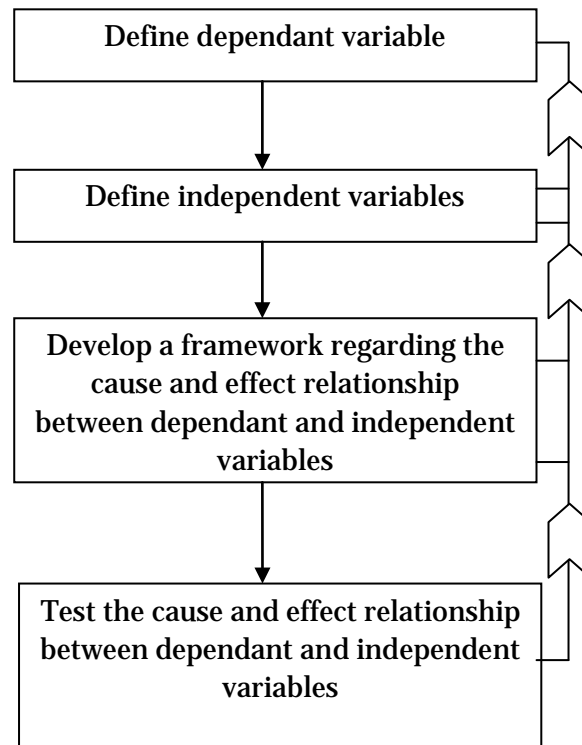 Define dependant variable
Define independent variables
Develop a framework regarding the
cause and effect relationship
between dependant and independent
variables
Test the cause and effect relationship
between dependant and independent
variables